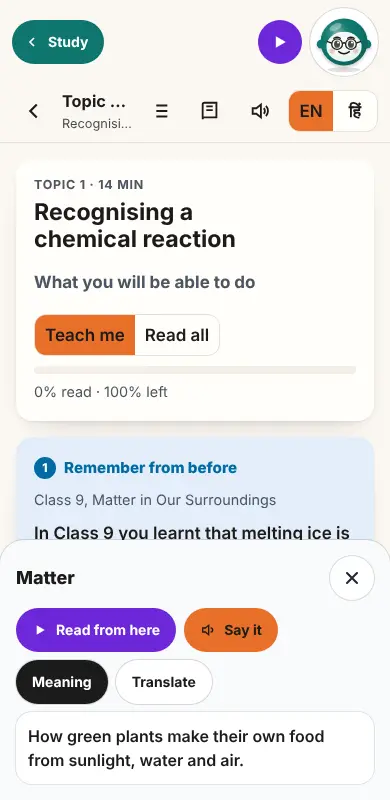 Study
Topic ...
Recognisi...
EN
हिं
TOPIC 1 · 14 MIN
Recognising a
chemical reaction
What you will be able to do
Teach me
Read all
0% read · 100% left
1 Remember from before
Class 9, Matter in Our Surroundings
In Class 9 you learnt that melting ice is
Matter
Read from here
Say it
Meaning
Translate
How green plants make their own food
from sunlight, water and air.